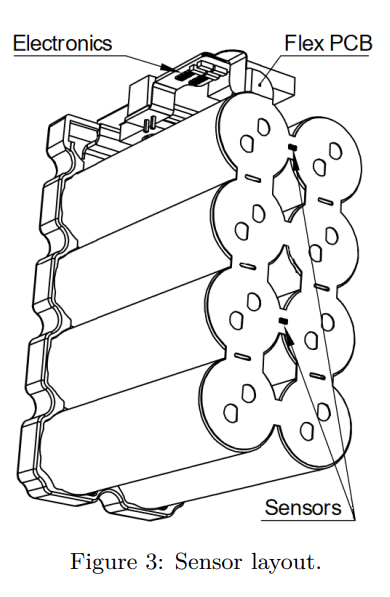 Electronics
Flex PCB
Sensors
Figure 3: Sensor layout.